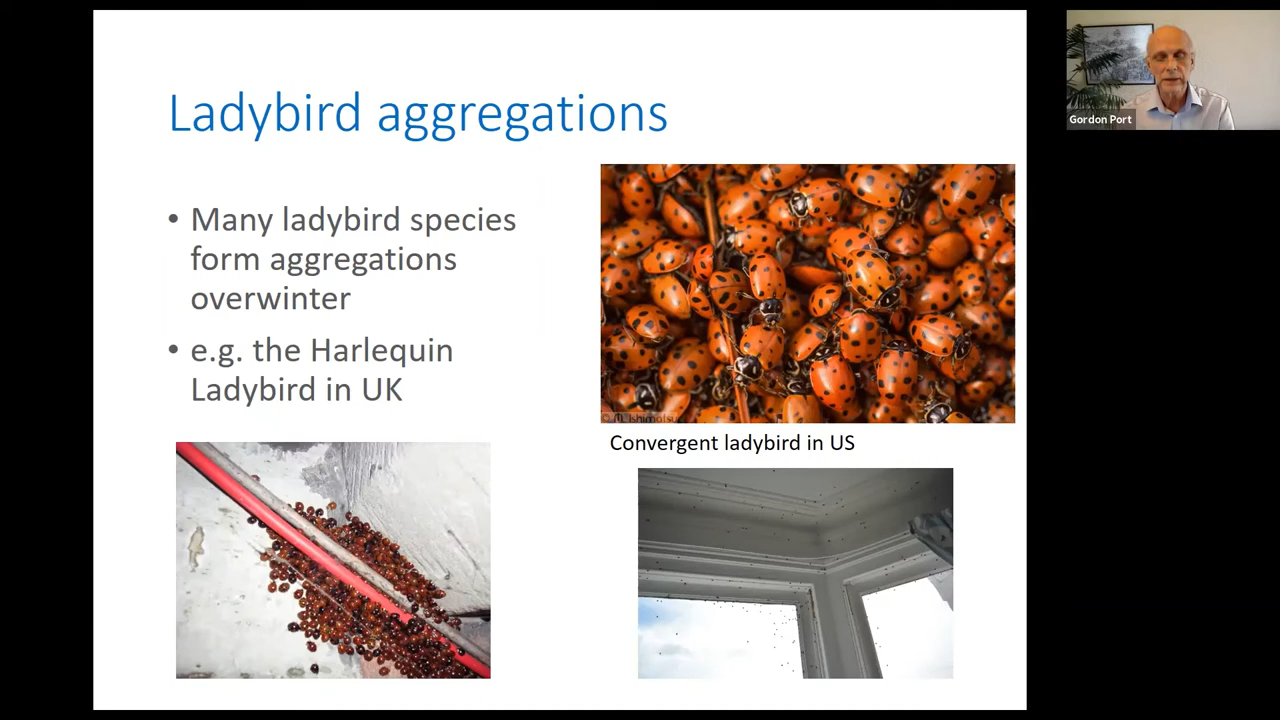 Ladybird aggregations
• Many ladybird species
form aggregations
overwinter
• e.g. the Harlequin
Ladybird in UK
Convergent ladybird in US
Gordon Port